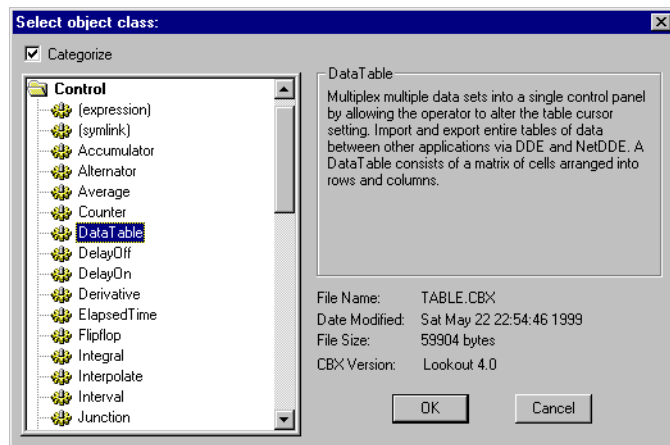 Select object class:
Categorize
Control
(expression)
(symlink)
Accumulator
Alternator
Average
Counter
DataTable
DelayOff
DelayOn
Derivative
ElapsedTime
Flipflop
Integral
Interpolate
Interval
Junction
DataTable
Multiplex multiple data sets into a single control panel
by allowing the operator to alter the table cursor
setting. Import and export entire tables of data
between other applications via DDE and NetDDE. A
DataTable consists of a matrix of cells arranged into
rows and columns.
File Name: TABLE.CBX
Date Modified: Sat May 22 22:54:46 1999
File Size: 59904 bytes
CBX Version: Lookout 4.0
OK Cancel